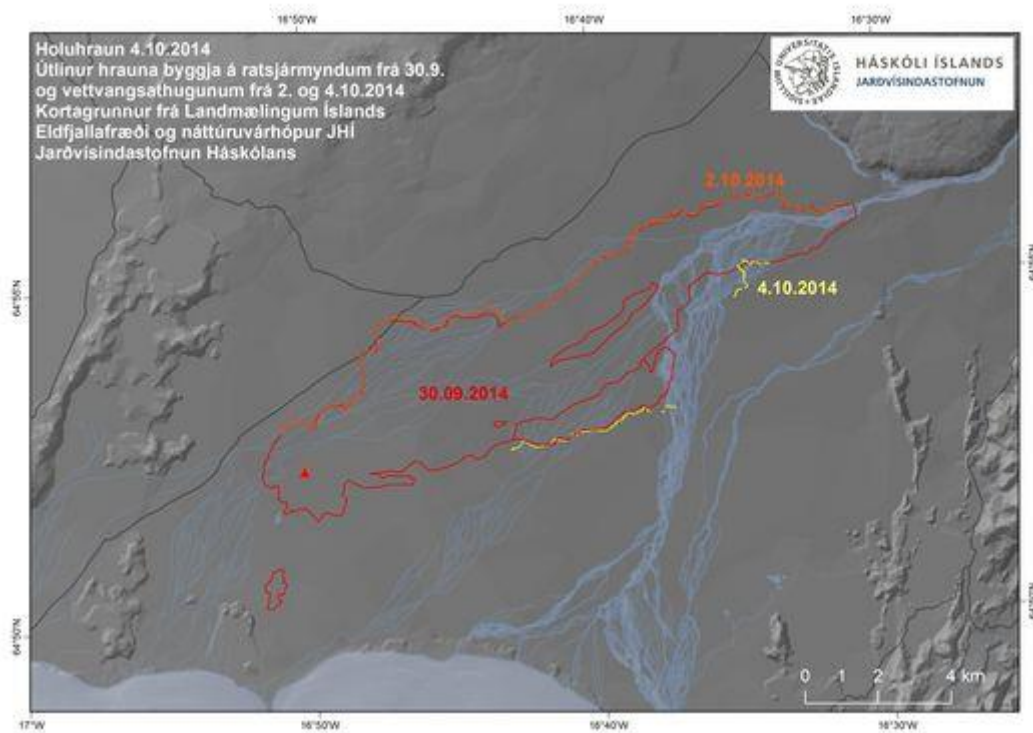 16°50'W
16°40'W
16°30'W
Holuhraun 4.10.2014
Útlínur hrauna byggja á ratsjármyndum frá 30.9.
og vettvangsathugunum frá 2. og 4.10.2014
Kortagrunnur frá Landmælingum Íslands
Eldfjallafræði og náttúruvárhópur JHÍ
Jarðvísindastofnun Háskólans
HÁSKÓLI ÍSLANDS
JARÐVÍSINDASTOFNUN
2.10.2014
4.10.2014
30.09.2014
64°55'N
64°50'N
0 1 2 4 km
17°W
16°50'W
16°40'W
16°30'W